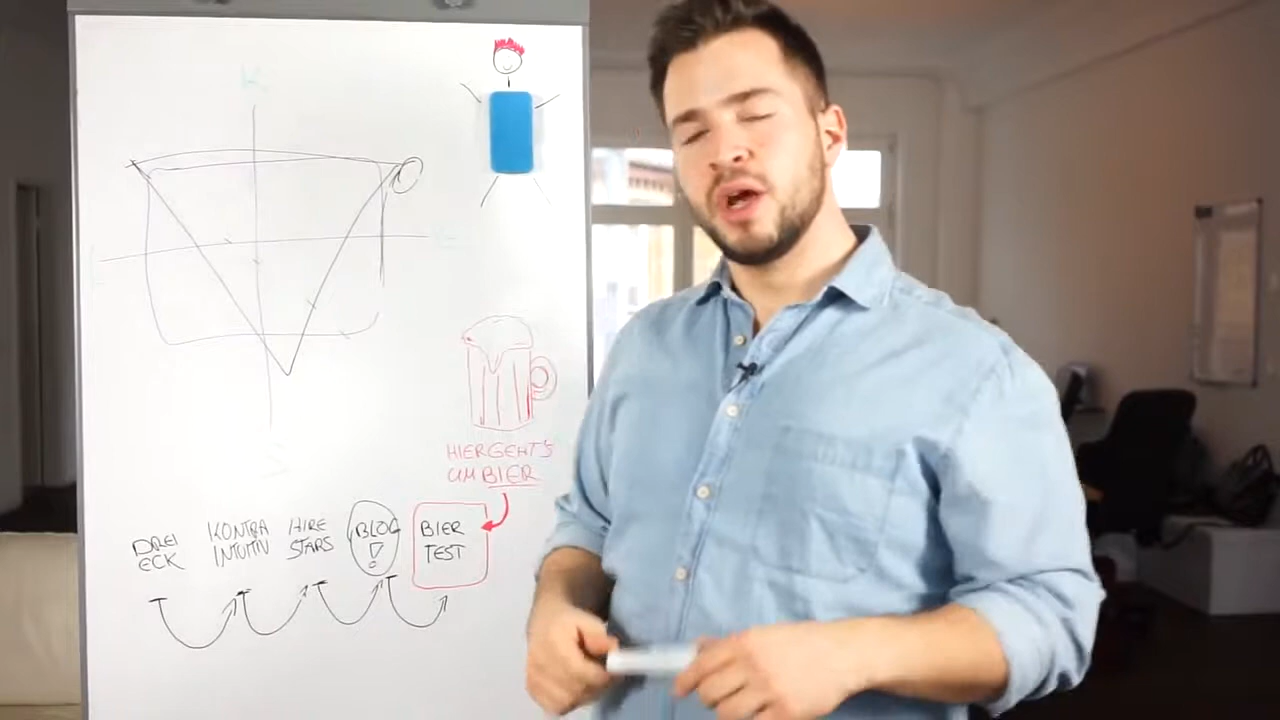 K
HIER GEHT'S
UM BIER
DREI
ECK
KONTRA
INTUITIV
HIRE
STARS
BLOG
!
BIER
TEST